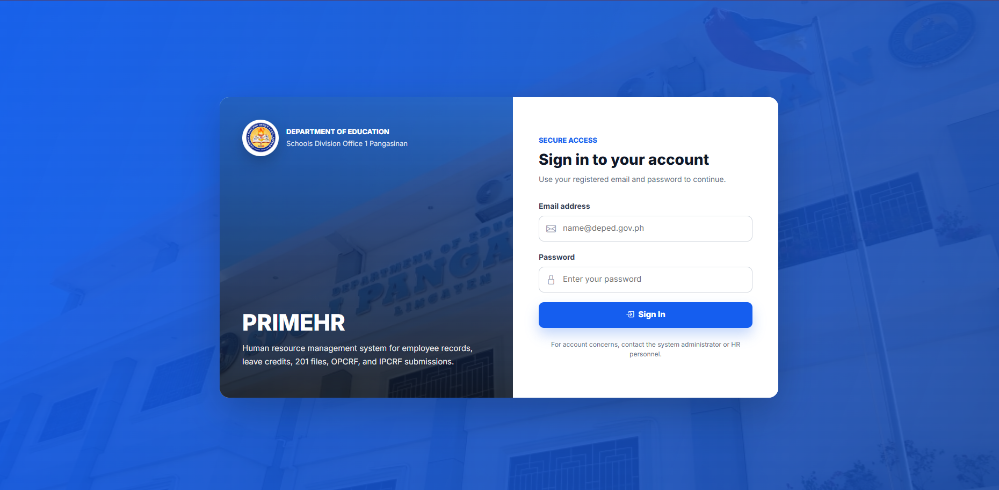 DEPARTMENT OF EDUCATION
Schools Division Office 1 Pangasinan
DEPARTMENT OF EDUC
SDO I PANGA
LINGAYEN
PRIMEHR
Human resource management system for employee records,
leave credits, 201 files, OPCRF, and IPCRF submissions.
SECURE ACCESS
Sign in to your account
Use your registered email and password to continue.
Email address
name@deped.gov.ph
Password
Enter your password
Sign In
For account concerns, contact the system administrator or HR
personnel.